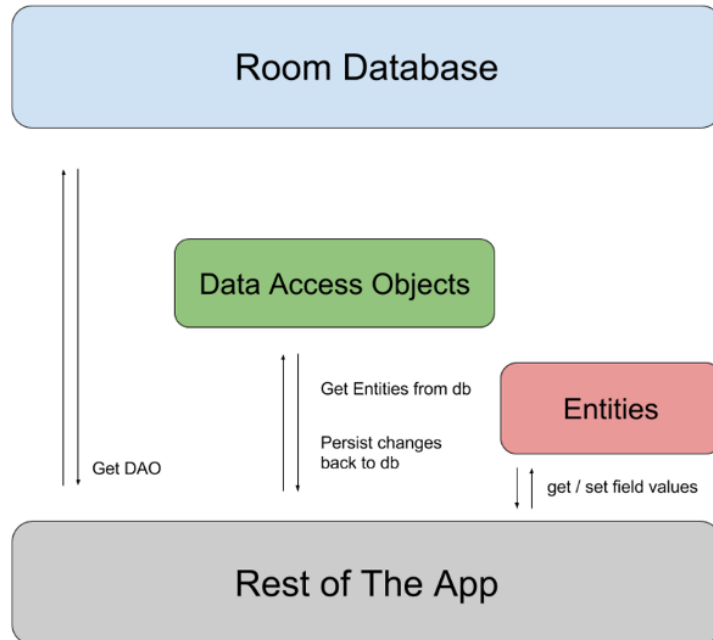 Room Database
Data Access Objects
Get Entities from db
Entities
Persist changes
back to db
Get DAO
get / set field values
Rest of The App